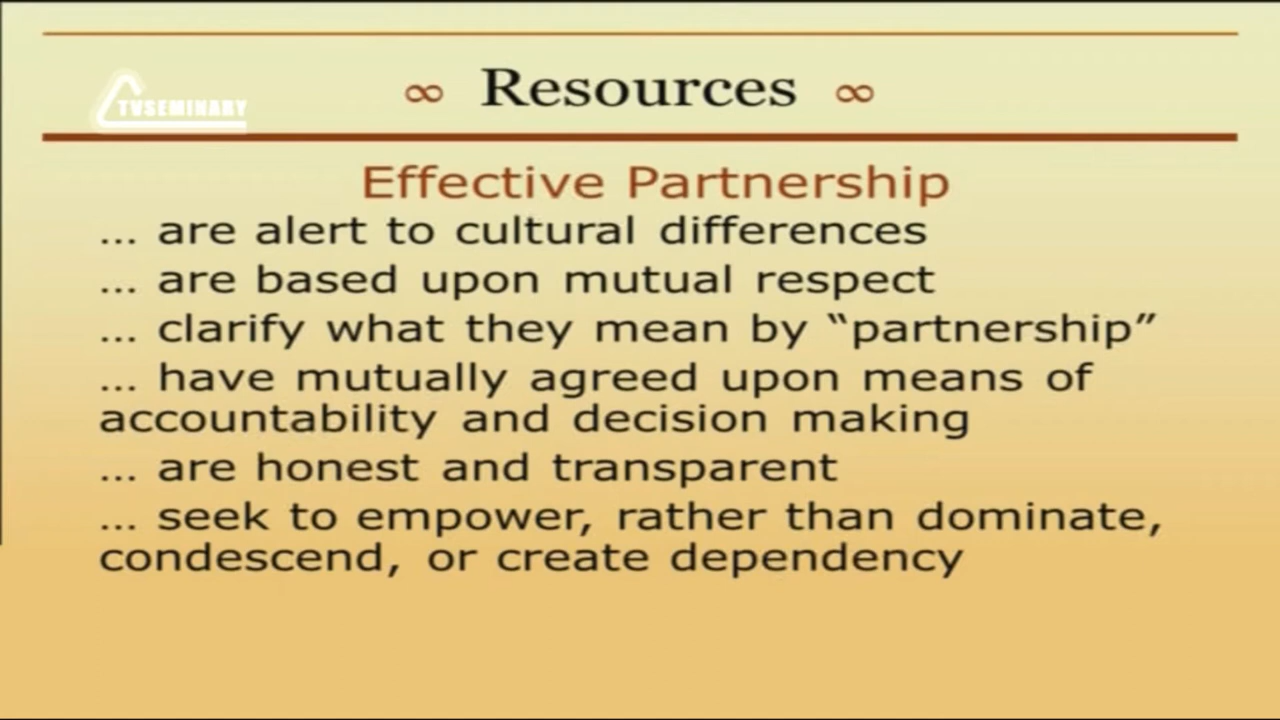 TVSEMINARY
∞ Resources ∞
Effective Partnership
... are alert to cultural differences
... are based upon mutual respect
... clarify what they mean by “partnership”
... have mutually agreed upon means of
accountability and decision making
... are honest and transparent
... seek to empower, rather than dominate,
condescend, or create dependency